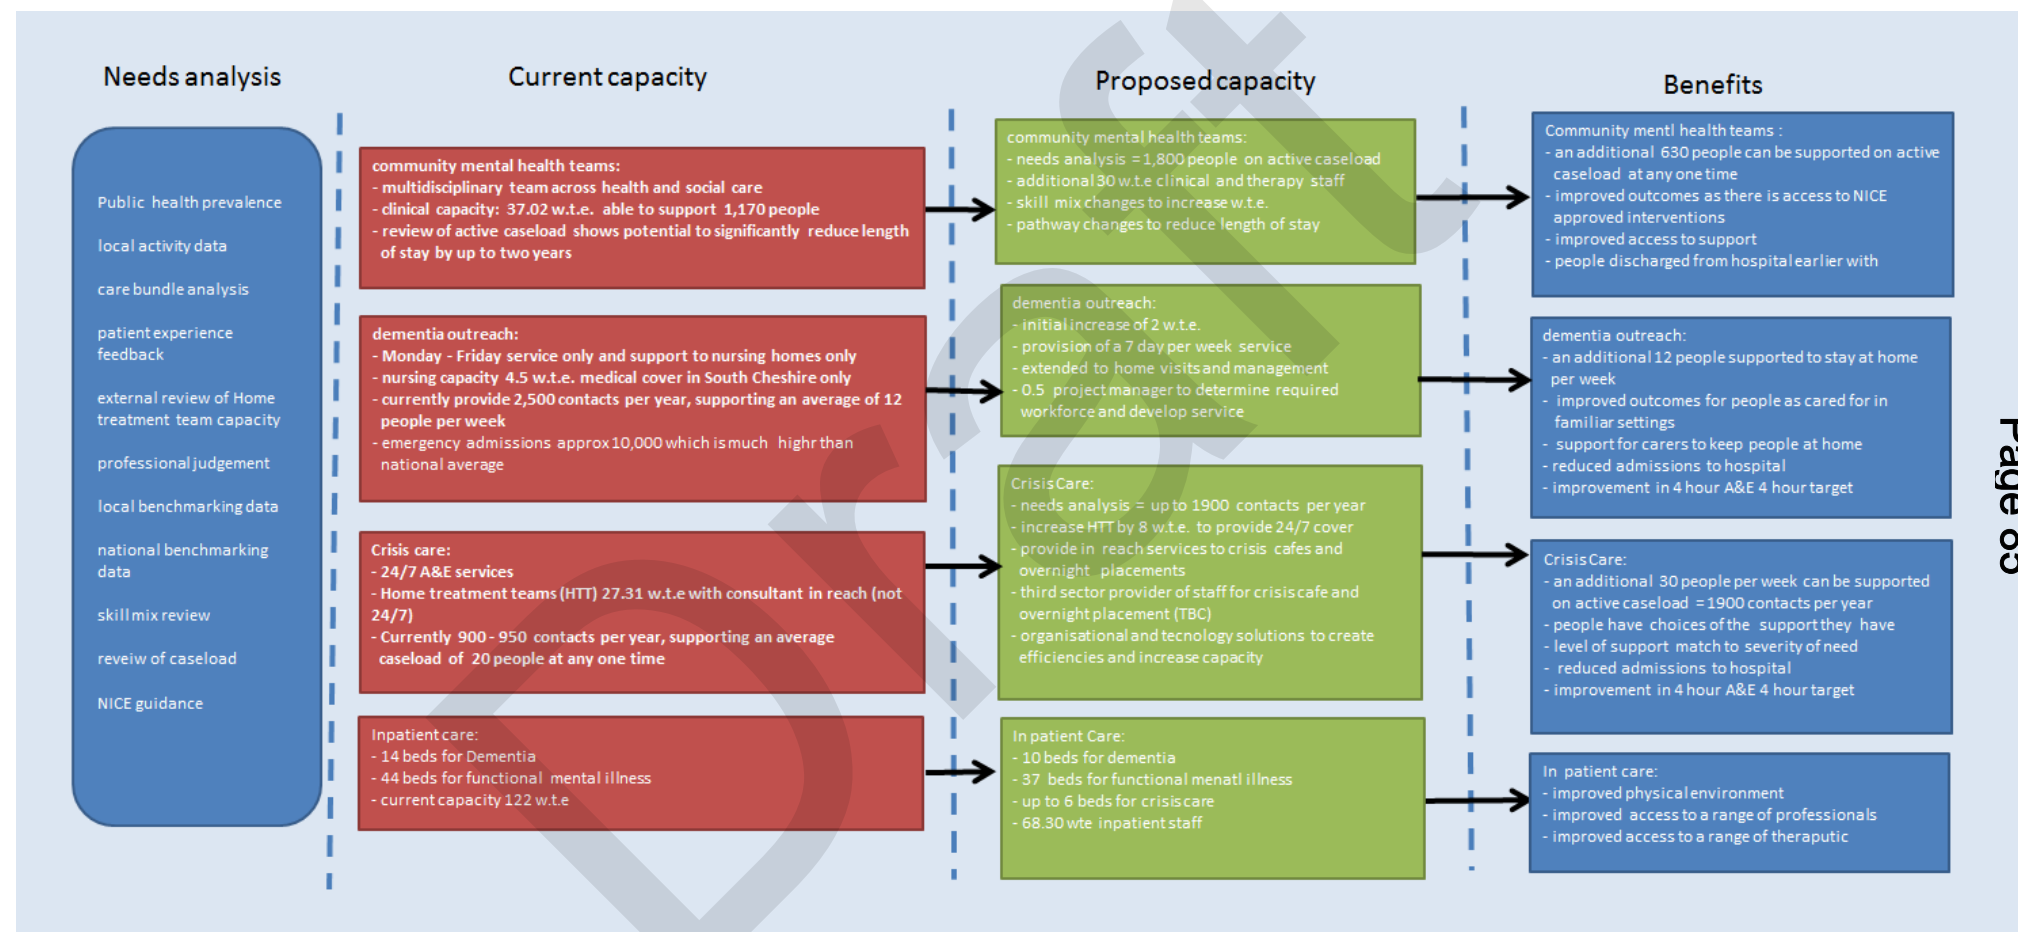 Needs analysis
Public health prevalence
local activity data
care bundle analysis
patient experience
feedback
external review of Home
treatment team capacity
professional judgement
local benchmarking data
national benchmarking
data
skill mix review
reveiw of caseload
NICE guidance
Current capacity
community mental health teams:
- multidisciplinary team across health and social care
- clinical capacity: 37.02 w.t.e. able to support 1,170 people
- review of active caseload shows potential to significantly reduce length
of stay by up to two years
dementia outreach:
- Monday - Friday service only and support to nursing homes only
- nursing capacity 4.5 w.t.e. medical cover in South Cheshire only
- currently provide 2,500 contacts per year, supporting an average of 12
people per week
- emergency admissions approx 10,000 which is much highr than
national average
Crisis care:
- 24/7 A&E services
- Home treatment teams (HTT) 27.31 w.t.e with consultant in reach (not
24/7)
- Currently 900 - 950 contacts per year, supporting an average
caseload of 20 people at any one time
Inpatient care:
- 14 beds for Dementia
- 44 beds for functional mental illness
- current capacity 122 w.t.e
Proposed capacity
community mental health teams:
- needs analysis = 1,800 people on active caseload
- additional 30 w.t.e clinical and therapy staff
- skill mix changes to increase w.t.e.
- pathway changes to reduce length of stay
dementia outreach:
- initial increase of 2 w.t.e.
- provision of a 7 day per week service
- extended to home visits and management
- 0.5 project manager to determine required
workforce and develop service
Crisis Care:
- needs analysis = up to 1900 contacts per year
- increase HTT by 8 w.t.e. to provide 24/7 cover
- provide in reach services to crisis cafes and
overnight placements
- third sector provider of staff for crisis cafe and
overnight placement (TBC)
- organisational and tecnology solutions to create
efficiencies and increase capacity
In patient Care:
- 10 beds for dementia
- 37 beds for functional menatl illness
- up to 6 beds for crisis care
- 68.30 wte inpatient staff
Benefits
Community mentl health teams :
- an additional 630 people can be supported on active
caseload at any one time
- improved outcomes as there is access to NICE
approved interventions
- improved access to support
- people discharged from hospital earlier with
dementia outreach:
- an additional 12 people supported to stay at home
per week
- improved outcomes for people as cared for in
familiar settings
- support for carers to keep people at home
- reduced admissions to hospital
- improvement in 4 hour A&E 4 hour target
Crisis Care:
- an additional 30 people per week can be supported
on active caseload = 1900 contacts per year
- people have choices of the support they have
- level of support match to severity of need
- reduced admissions to hospital
- improvement in 4 hour A&E 4 hour target
In patient care:
- improved physical environment
- improved access to a range of professionals
- improved access to a range of theraputic
Draft
Page